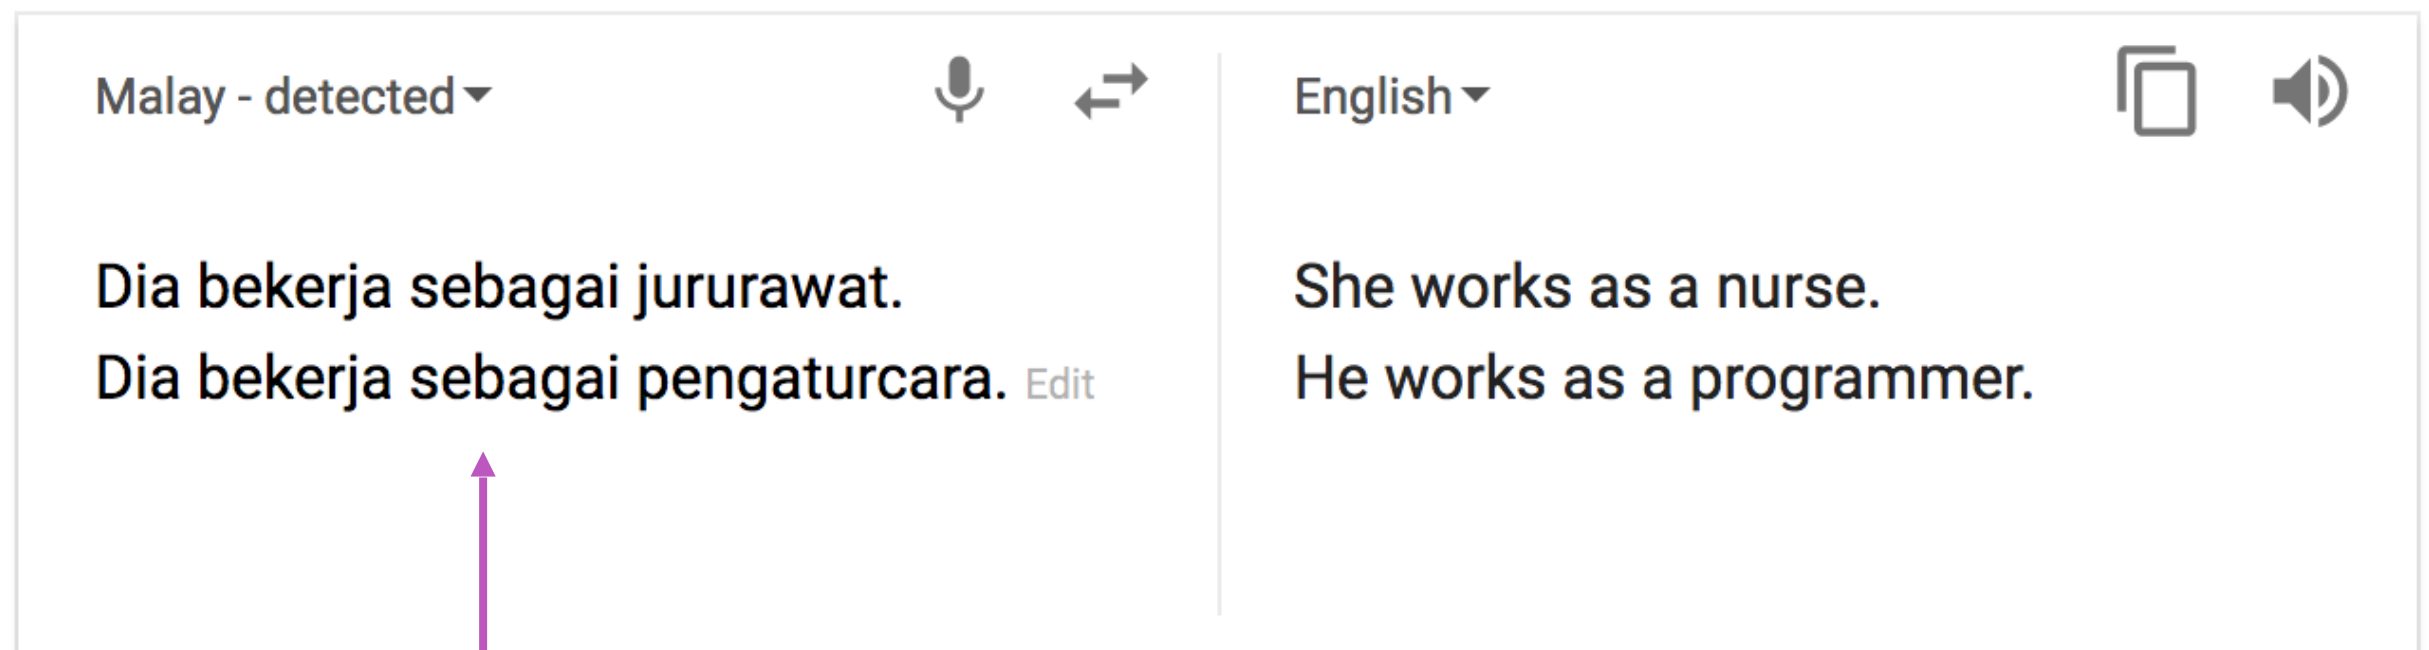 Malay - detected
English
Dia bekerja sebagai jururawat.
Dia bekerja sebagai pengaturcara. Edit
She works as a nurse.
He works as a programmer.